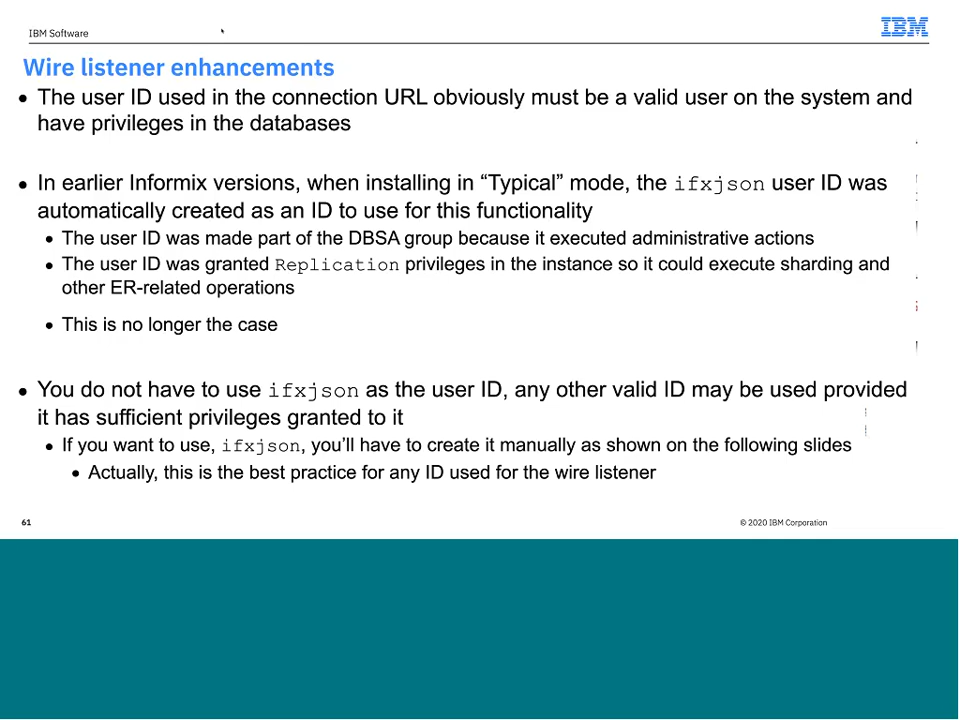 IBM Software
IBM
Wire listener enhancements
• The user ID used in the connection URL obviously must be a valid user on the system and
have privileges in the databases
• In earlier Informix versions, when installing in “Typical” mode, the ifxjson user ID was
automatically created as an ID to use for this functionality
• The user ID was made part of the DBSA group because it executed administrative actions
• The user ID was granted Replication privileges in the instance so it could execute sharding and
other ER-related operations
• This is no longer the case
• You do not have to use ifxjson as the user ID, any other valid ID may be used provided
it has sufficient privileges granted to it
• If you want to use, ifxjson, you’ll have to create it manually as shown on the following slides
• Actually, this is the best practice for any ID used for the wire listener
61
© 2020 IBM Corporation